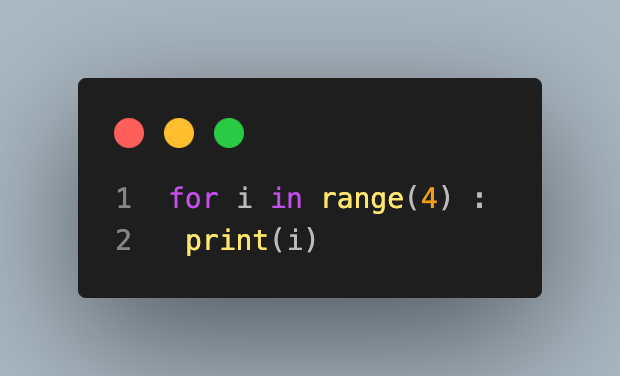 1 for i in range(4) :
2  print(i)